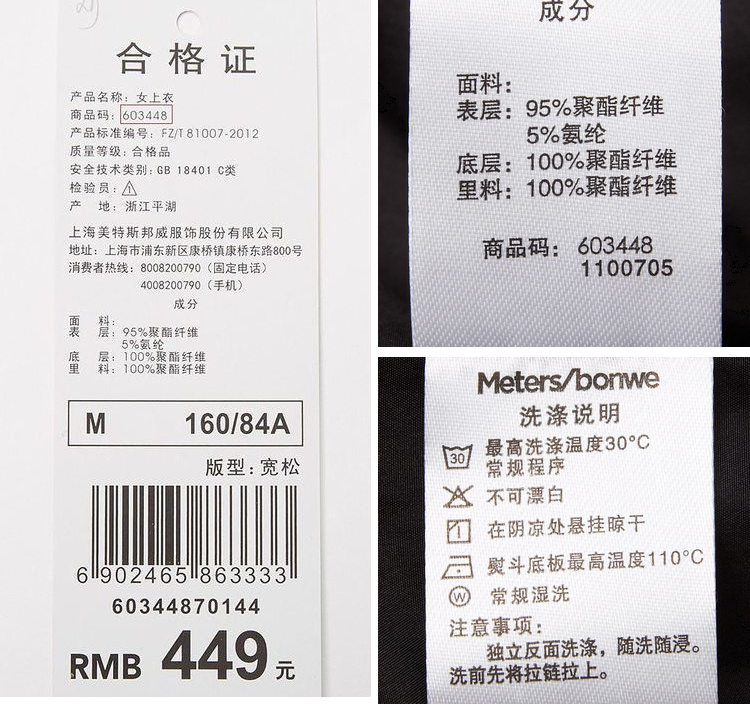 合格证
产品名称：女上衣
商品码：603448
产品标准编号：FZ/T 81007-2012
质量等级：合格品
安全技术类别：GB 18401 C类
检验员：1
产 地：浙江平湖
上海美特斯邦威服饰股份有限公司
地址：上海市浦东新区康桥镇康桥东路800号
消费者热线：8008200790（固定电话）
4008200790（手机）
成分
面 料：
表 层：95%聚酯纤维
5%氨纶
底 层：100%聚酯纤维
里 料：100%聚酯纤维
M 160/84A
版型：宽松
6 902465 863333
60344870144
RMB 449元
成分
面料：
表层：95%聚酯纤维
5%氨纶
底层：100%聚酯纤维
里料：100%聚酯纤维
商品码：603448
1100705
Meters/bonwe
洗涤说明
30 最高洗涤温度30°C
常规程序
不可漂白
在阴凉处悬挂晾干
熨斗底板最高温度110°C
W 常规湿洗
注意事项：
独立反面洗涤，随洗随浸。
洗前先将拉链拉上。